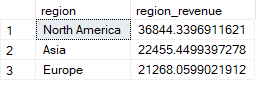 region region_revenue
1 North America 36844.3396911621
2 Asia 22455.4499397278
3 Europe 21268.0599021912